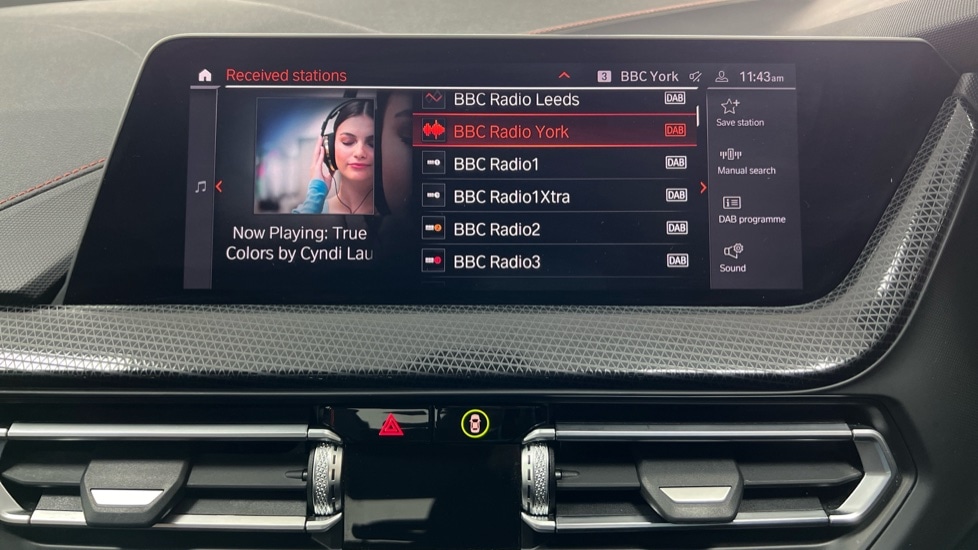 Received stations
3 BBC York 11:43am
BBC Radio Leeds DAB
BBC Radio York DAB
BBC Radio1 DAB
BBC Radio1Xtra DAB
BBC Radio2 DAB
BBC Radio3 DAB
Now Playing: True
Colors by Cyndi Lau
Save station
Manual search
DAB programme
Sound